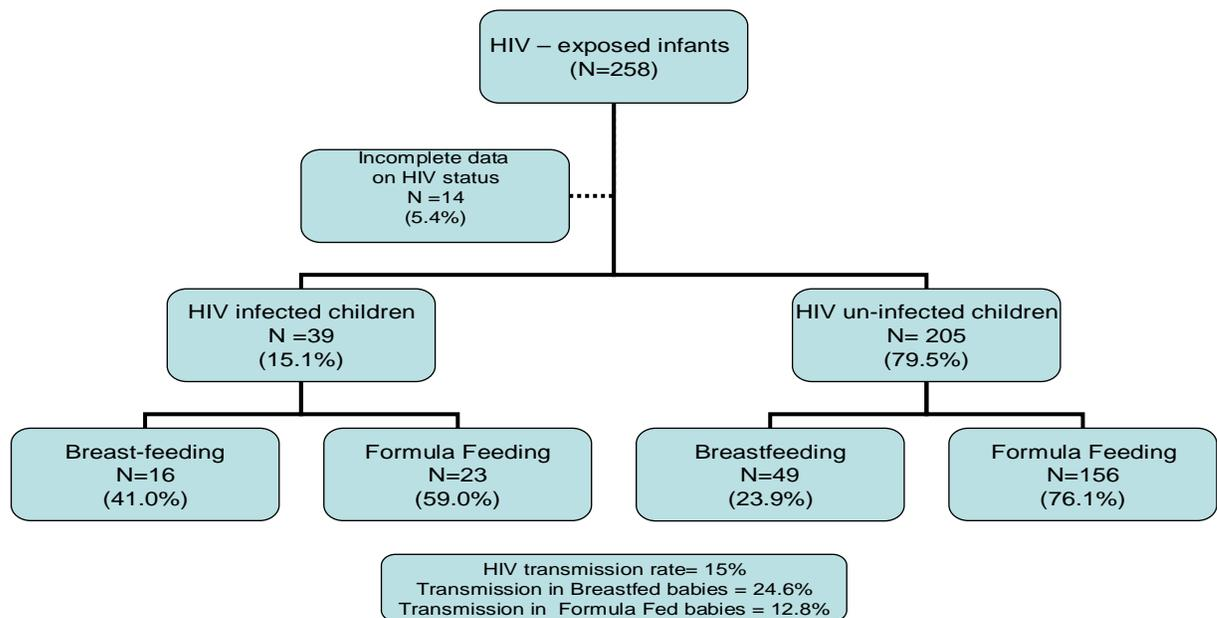 HIV – exposed infants
(N=258)
Incomplete data
on HIV status
N =14
(5.4%)
HIV infected children
N =39
(15.1%)
HIV un-infected children
N= 205
(79.5%)
Breast-feeding
N=16
(41.0%)
Formula Feeding
N=23
(59.0%)
Breastfeeding
N=49
(23.9%)
Formula Feeding
N=156
(76.1%)
HIV transmission rate= 15%
Transmission in Breastfed babies = 24.6%
Transmission in  Formula Fed babies = 12.8%